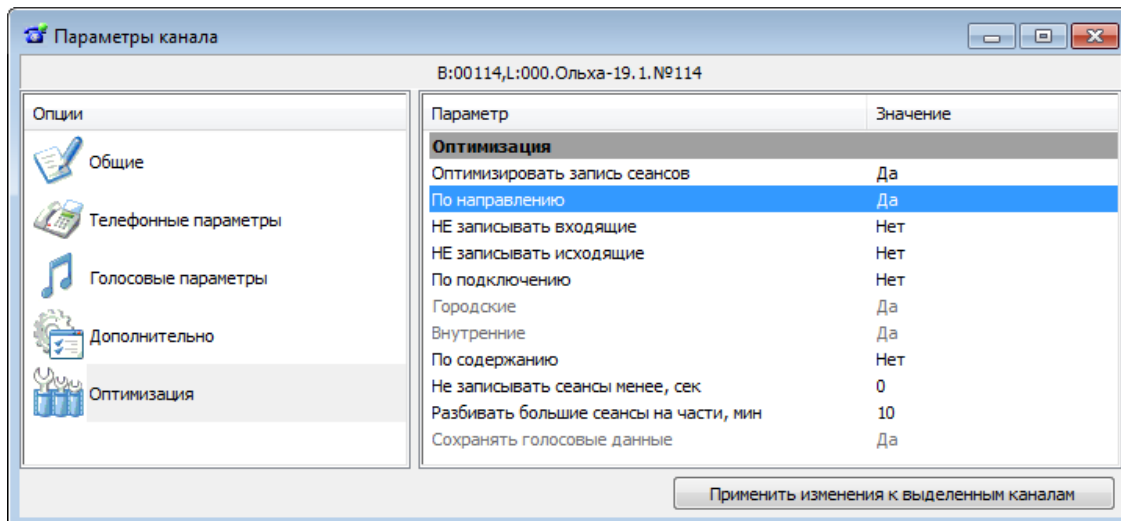 Параметры канала
B:00114,L:000.Ольха-19.1.№114
Опции
Общие
Телефонные параметры
Голосовые параметры
Дополнительно
Оптимизация
Параметр Значение
Оптимизация
Оптимизировать запись сеансов Да
По направлению Да
НЕ записывать входящие Нет
НЕ записывать исходящие Нет
По подключению Нет
Городские Да
Внутренние Да
По содержанию Нет
Не записывать сеансы менее, сек 0
Разбивать большие сеансы на части, мин 10
Сохранять голосовые данные Да
Применить изменения к выделенным каналам